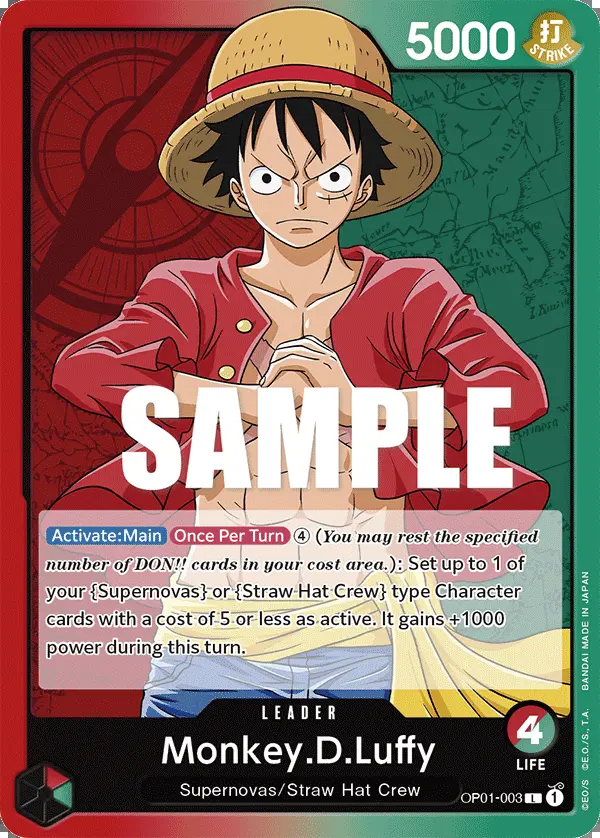 5000
打
STRIKE
SAMPLE
Activate:Main Once Per Turn ④ (You may rest the specified
number of DON!! cards in your cost area.): Set up to 1 of
your {Supernovas} or {Straw Hat Crew} type Character
cards with a cost of 5 or less as active. It gains +1000
power during this turn.
LEADER
Monkey.D.Luffy
Supernovas/Straw Hat Crew
4
LIFE
OP01-003 L 1
©EO/S ©E.O./S., T.A. BANDAI MADE IN JAPAN